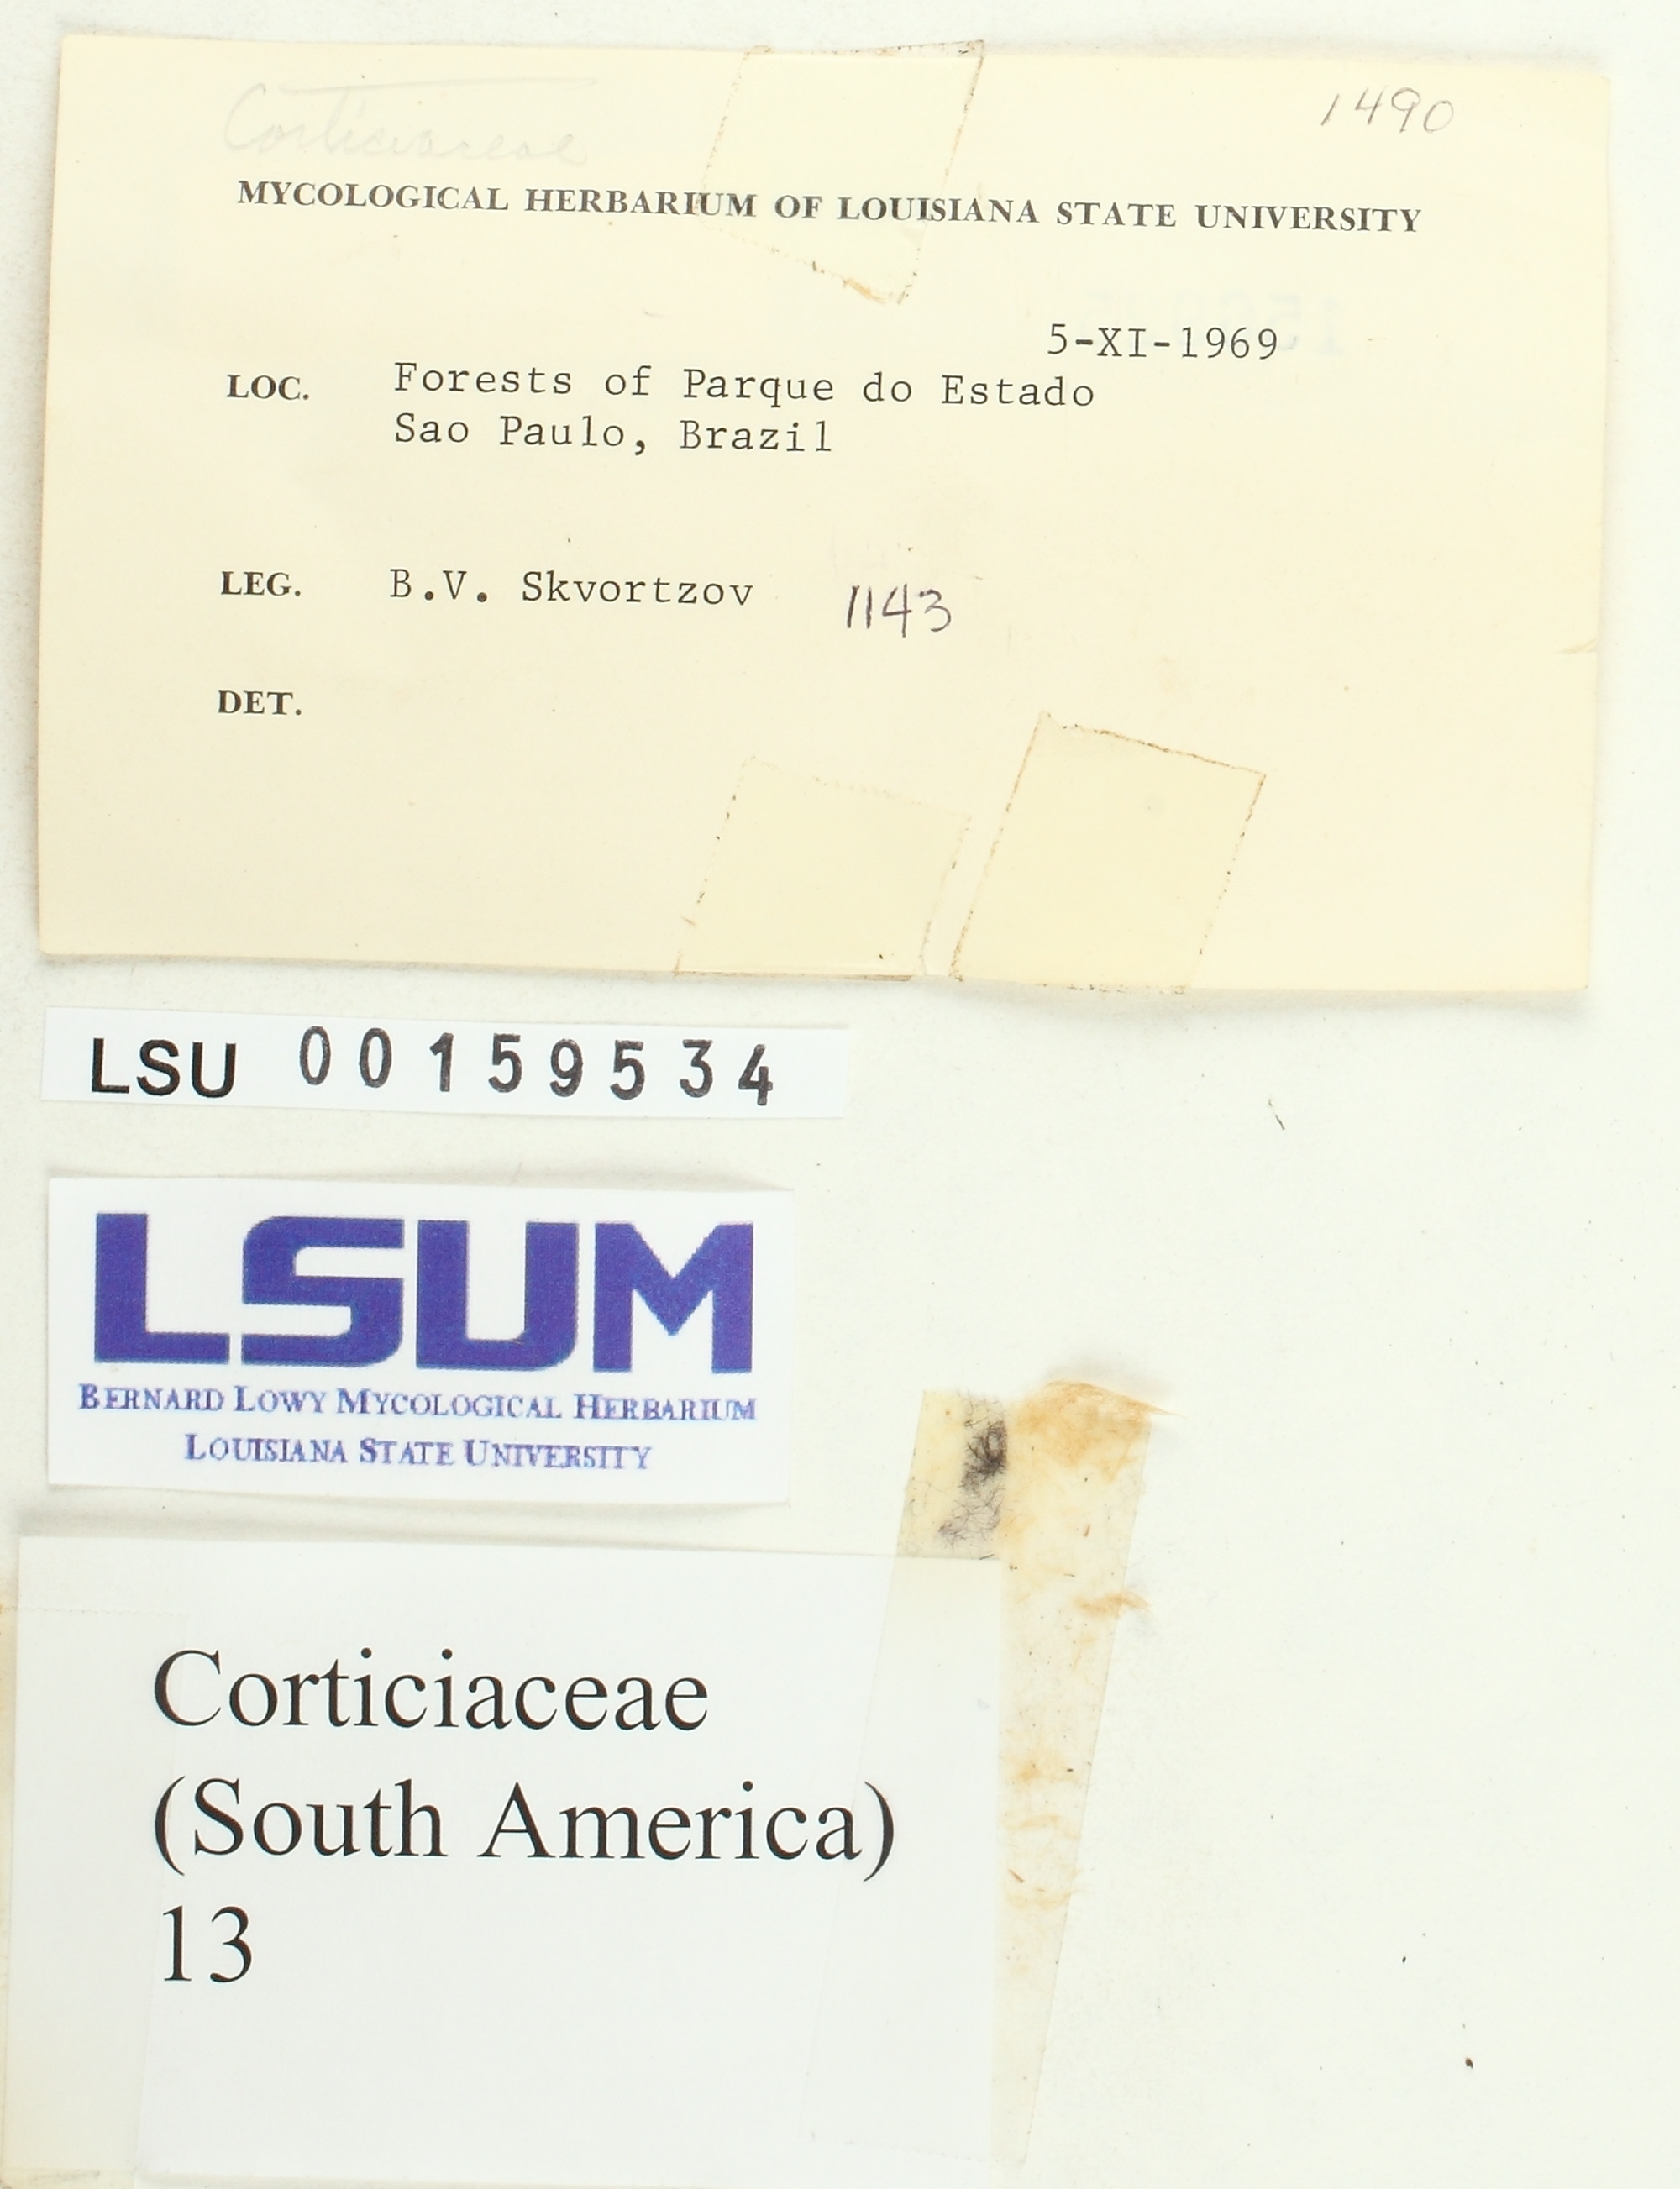 Corticiaceae
1490
MYCOLOGICAL HERBARIUM OF LOUISIANA STATE UNIVERSITY
5-XI-1969
LOC. Forests of Parque do Estado
Sao Paulo, Brazil
LEG. B.V. Skvortzov 1143
DET.
LSU 00159534
LSUM
BERNARD LOWY MYCOLOGICAL HERBARIUM
LOUISIANA STATE UNIVERSITY
Corticiaceae
(South America)
13